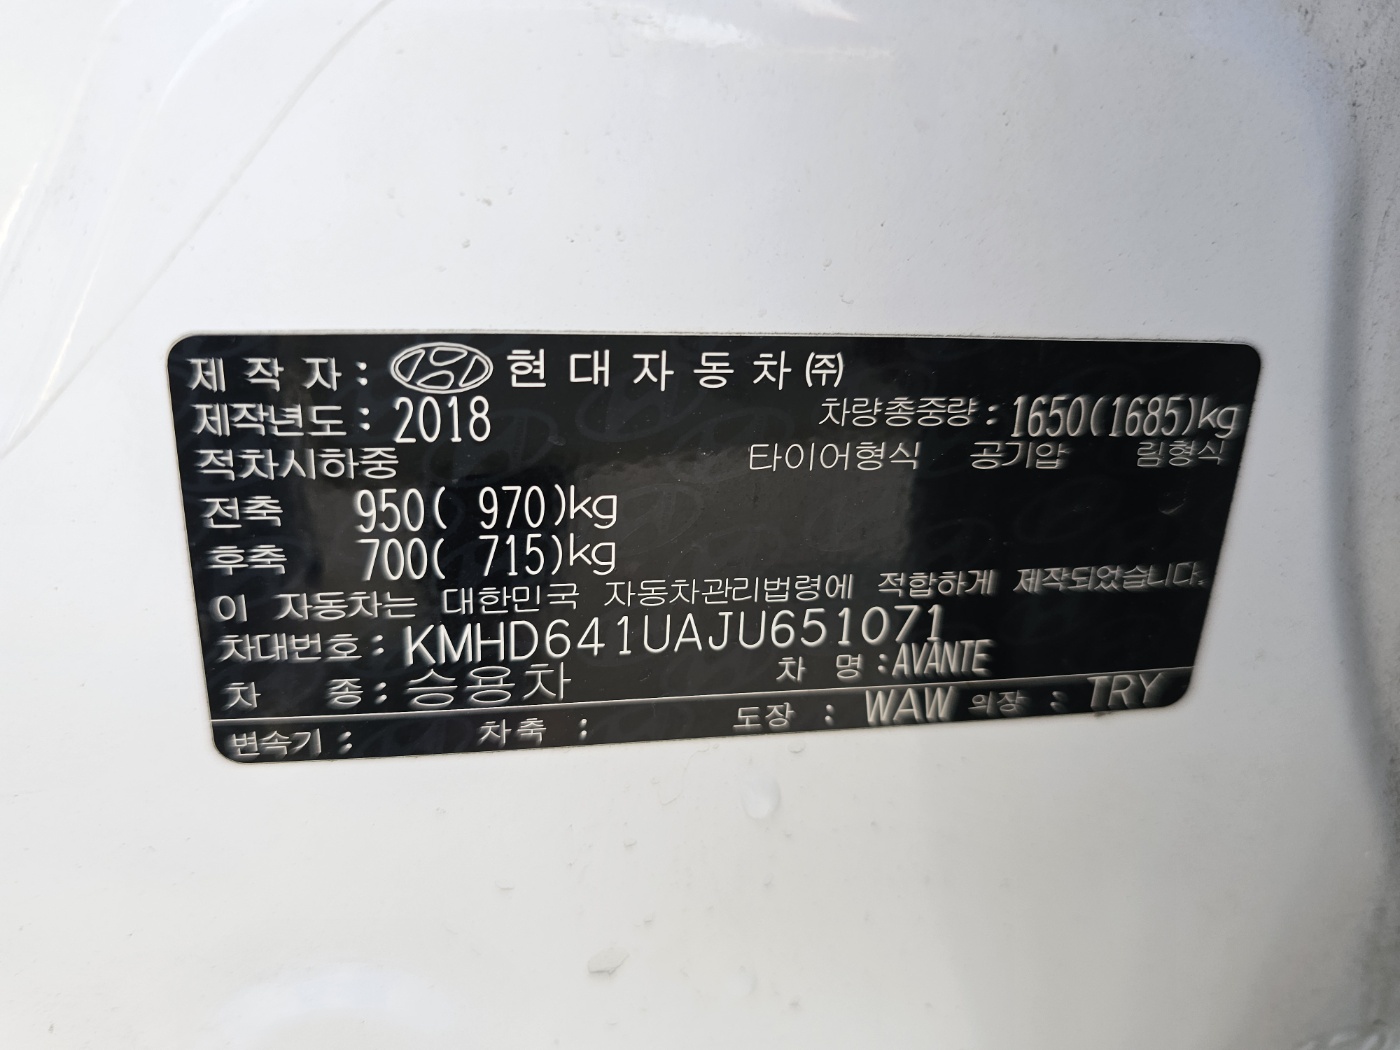 제 작 자 : 현 대 자 동 차 ㈜
제작년도 : 2018 차량총중량 : 1650(1685)kg
적차시하중 타이어형식 공기압 림형식
전축 950( 970)kg
후축 700( 715)kg
이 자동차는 대한민국 자동차관리법령에 적합하게 제작되었습니다.
차대번호 : KMHD641UAJU651071
차 종 : 승용차 차 명 : AVANTE
변속기 : 차축 : 도장 : WAW 의장 : TRY